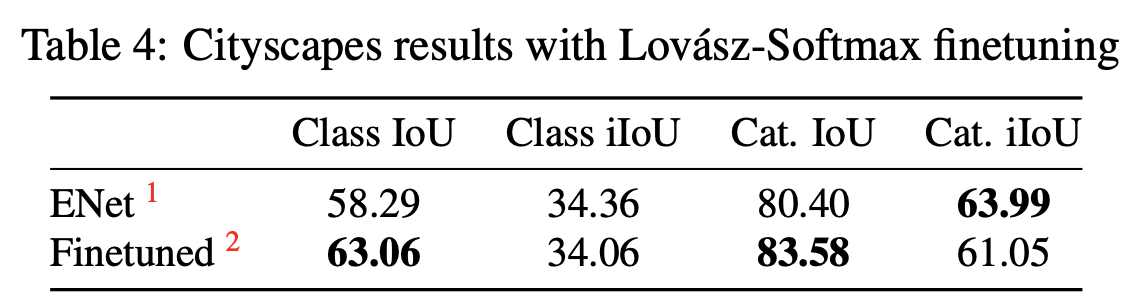 Table 4: Cityscapes results with Lovász-Softmax finetuning
Class IoU Class iIoU Cat. IoU Cat. iIoU
ENet 1 58.29 34.36 80.40 63.99
Finetuned 2 63.06 34.06 83.58 61.05